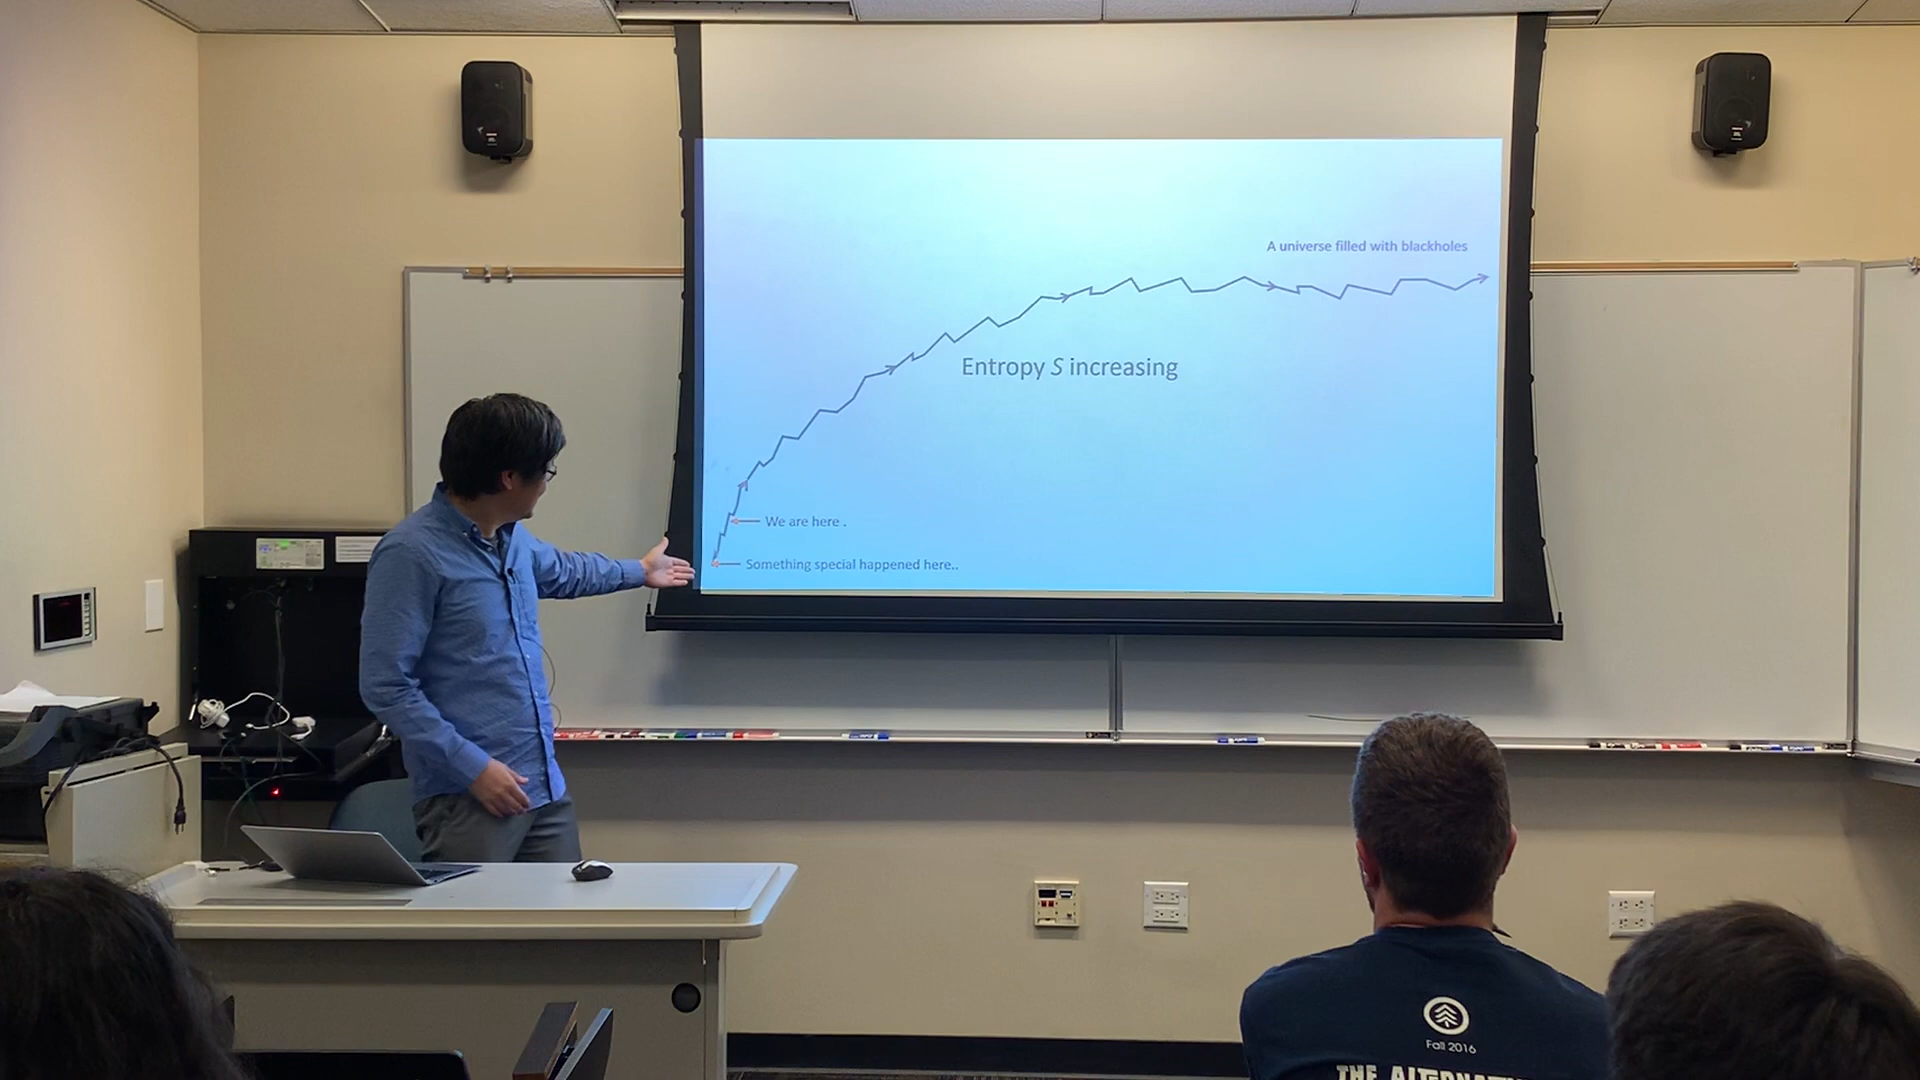 A universe filled with blackholes
Entropy S increasing
We are here .
Something special happened here..
Fall 2016